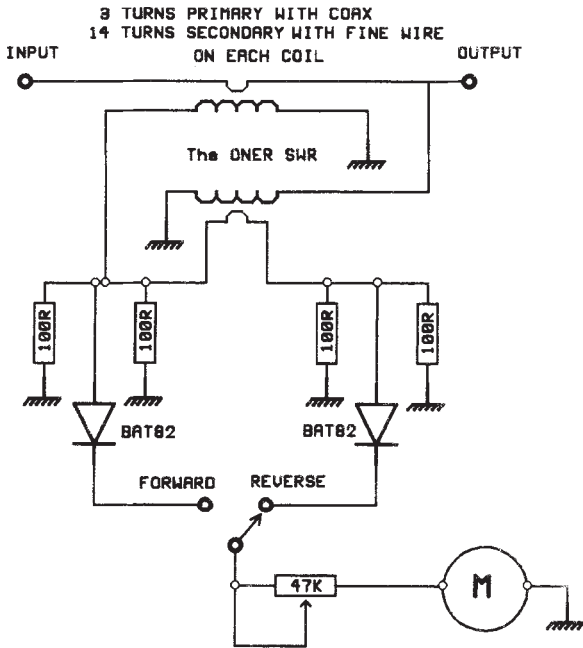 3 TURNS PRIMARY WITH COAX
14 TURNS SECONDARY WITH FINE WIRE
ON EACH COIL
INPUT
OUTPUT
The ONER SWR
100R
100R
100R
100R
BAT82
BAT82
FORWARD
REVERSE
47K
M